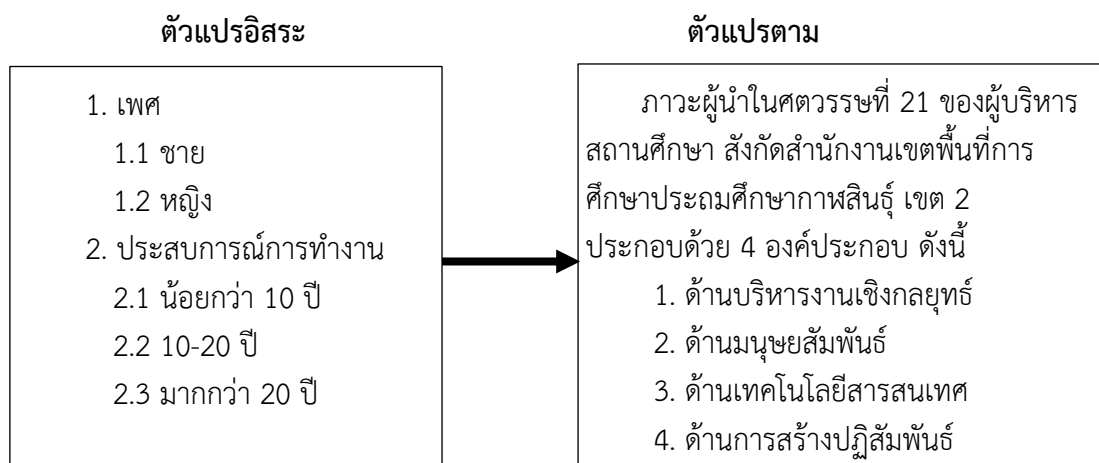 ตัวแปรอิสระ
ตัวแปรตาม
1. เพศ
1.1 ชาย
1.2 หญิง
2. ประสบการณ์การทำงาน
2.1 น้อยกว่า 10 ปี
2.2 10-20 ปี
2.3 มากกว่า 20 ปี
ภาวะผู้นำในศตวรรษที่ 21 ของผู้บริหาร
สถานศึกษา สังกัดสำนักงานเขตพื้นที่การ
ศึกษาประถมศึกษากาฬสินธุ์ เขต 2
ประกอบด้วย 4 องค์ประกอบ ดังนี้
1. ด้านบริหารงานเชิงกลยุทธ์
2. ด้านมนุษยสัมพันธ์
3. ด้านเทคโนโลยีสารสนเทศ
4. ด้านการสร้างปฏิสัมพันธ์